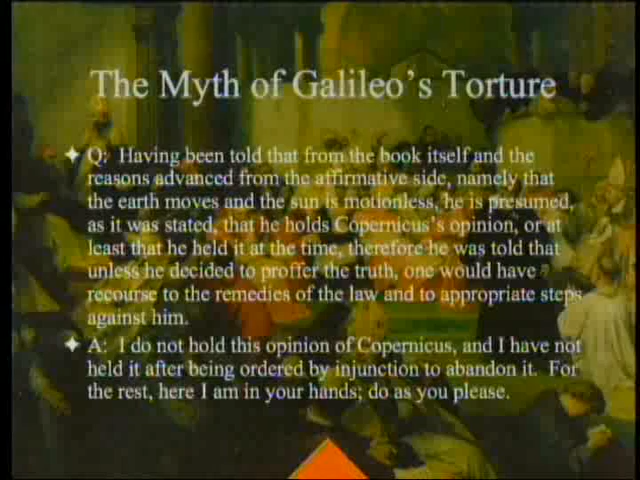 The Myth of Galileo's Torture
Q: Having been told that from the book itself and the
reasons advanced from the affirmative side, namely that
the earth moves and the sun is motionless, he is presumed,
as it was stated, that he holds Copernicus's opinion, or at
least that he held it at the time, therefore he was told that
unless he decided to proffer the truth, one would have
recourse to the remedies of the law and to appropriate steps
against him.
A: I do not hold this opinion of Copernicus, and I have not
held it after being ordered by injunction to abandon it. For
the rest, here I am in your hands; do as you please.